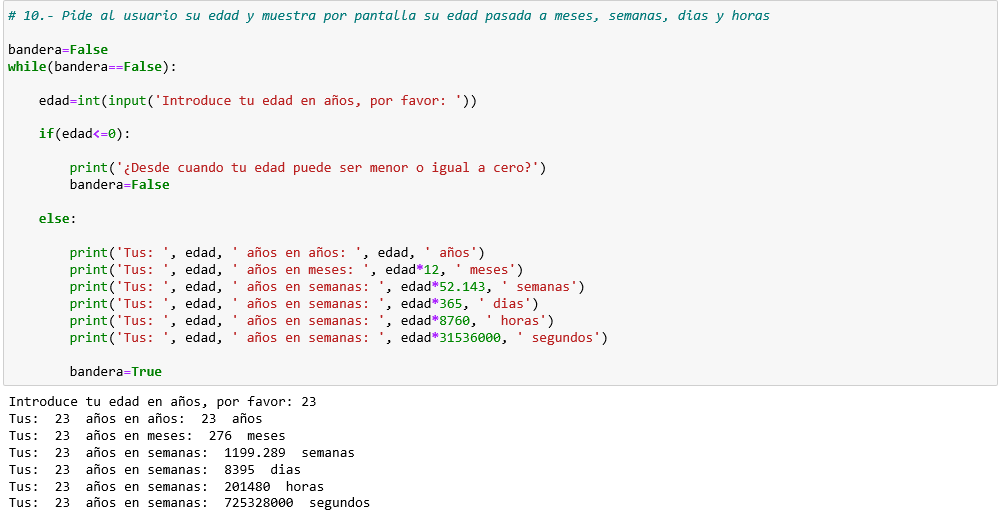 # 10.- Pide al usuario su edad y muestra por pantalla su edad pasada a meses, semanas, dias y horas
bandera=False
while(bandera==False):
edad=int(input('Introduce tu edad en años, por favor: '))
if(edad<=0):
print('¿Desde cuando tu edad puede ser menor o igual a cero?')
bandera=False
else:
print('Tus: ', edad, ' años en años: ', edad, ' años')
print('Tus: ', edad, ' años en meses: ', edad*12, ' meses')
print('Tus: ', edad, ' años en semanas: ', edad*52.143, ' semanas')
print('Tus: ', edad, ' años en semanas: ', edad*365, ' dias')
print('Tus: ', edad, ' años en semanas: ', edad*8760, ' horas')
print('Tus: ', edad, ' años en semanas: ', edad*31536000, ' segundos')
bandera=True
Introduce tu edad en años, por favor: 23
Tus:  23  años en años:  23  años
Tus:  23  años en meses:  276  meses
Tus:  23  años en semanas:  1199.289  semanas
Tus:  23  años en semanas:  8395  dias
Tus:  23  años en semanas:  201480  horas
Tus:  23  años en semanas:  725328000  segundos